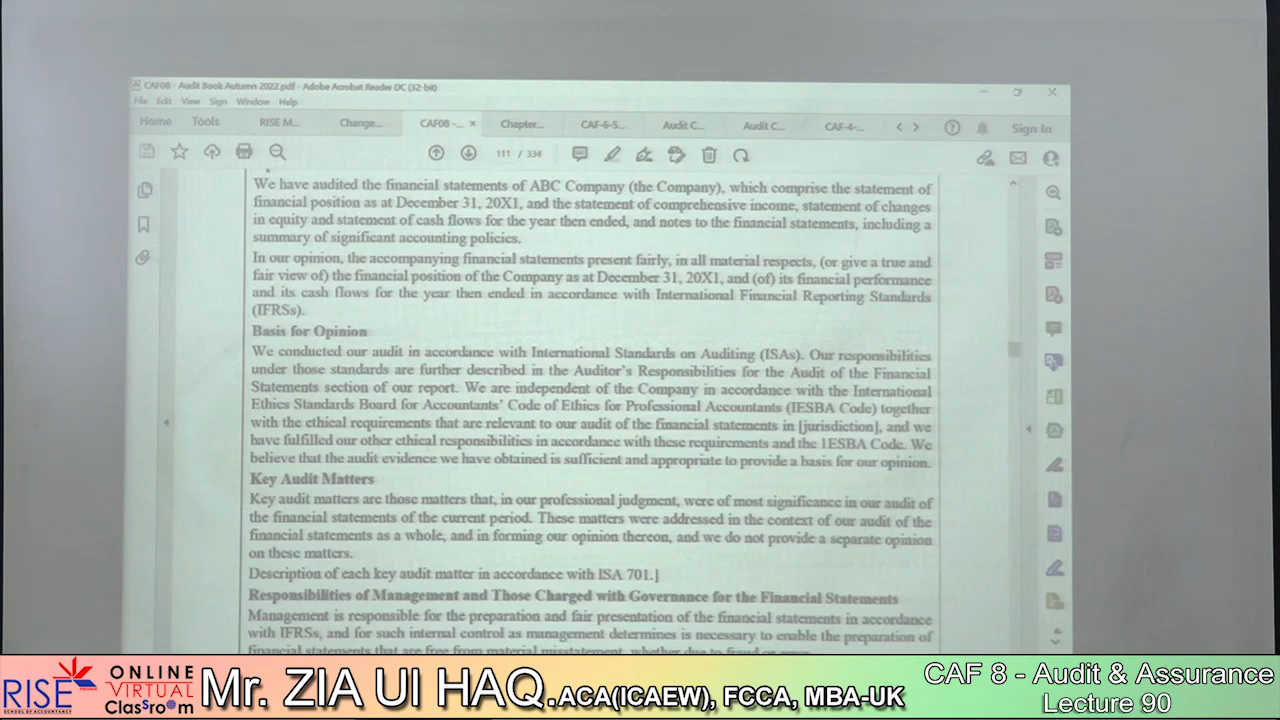 CAF08 - Audit Book Autumn 2022.pdf - Adobe Acrobat Reader DC (32-bit)
File Edit View Sign Window Help
Home Tools RISE M... Change... CAF08 -... × Chapter... CAF-6-5... Audit C... Audit C... CAF-4-... Sign In
111 / 334
We have audited the financial statements of ABC Company (the Company), which comprise the statement of
financial position as at December 31, 20X1, and the statement of comprehensive income, statement of changes
in equity and statement of cash flows for the year then ended, and notes to the financial statements, including a
summary of significant accounting policies.
In our opinion, the accompanying financial statements present fairly, in all material respects, (or give a true and
fair view of) the financial position of the Company as at December 31, 20X1, and (of) its financial performance
and its cash flows for the year then ended in accordance with International Financial Reporting Standards
(IFRSs).
Basis for Opinion
We conducted our audit in accordance with International Standards on Auditing (ISAs). Our responsibilities
under those standards are further described in the Auditor's Responsibilities for the Audit of the Financial
Statements section of our report. We are independent of the Company in accordance with the International
Ethics Standards Board for Accountants' Code of Ethics for Professional Accountants (IESBA Code) together
with the ethical requirements that are relevant to our audit of the financial statements in [jurisdiction], and we
have fulfilled our other ethical responsibilities in accordance with these requirements and the IESBA Code. We
believe that the audit evidence we have obtained is sufficient and appropriate to provide a basis for our opinion.
Key Audit Matters
Key audit matters are those matters that, in our professional judgment, were of most significance in our audit of
the financial statements of the current period. These matters were addressed in the context of our audit of the
financial statements as a whole, and in forming our opinion thereon, and we do not provide a separate opinion
on these matters.
Description of each key audit matter in accordance with ISA 701.]
Responsibilities of Management and Those Charged with Governance for the Financial Statements
Management is responsible for the preparation and fair presentation of the financial statements in accordance
with IFRSs, and for such internal control as management determines is necessary to enable the preparation of
financial statements that are free from material misstatement, whether due to fraud or error.
RISE
SCHOOL OF ACCOUNTANCY
ONLINE
VIRTUAL
Classroom
Mr. ZIA Ul HAQ. ACA(ICAEW), FCCA, MBA-UK
CAF 8 - Audit & Assurance
Lecture 90